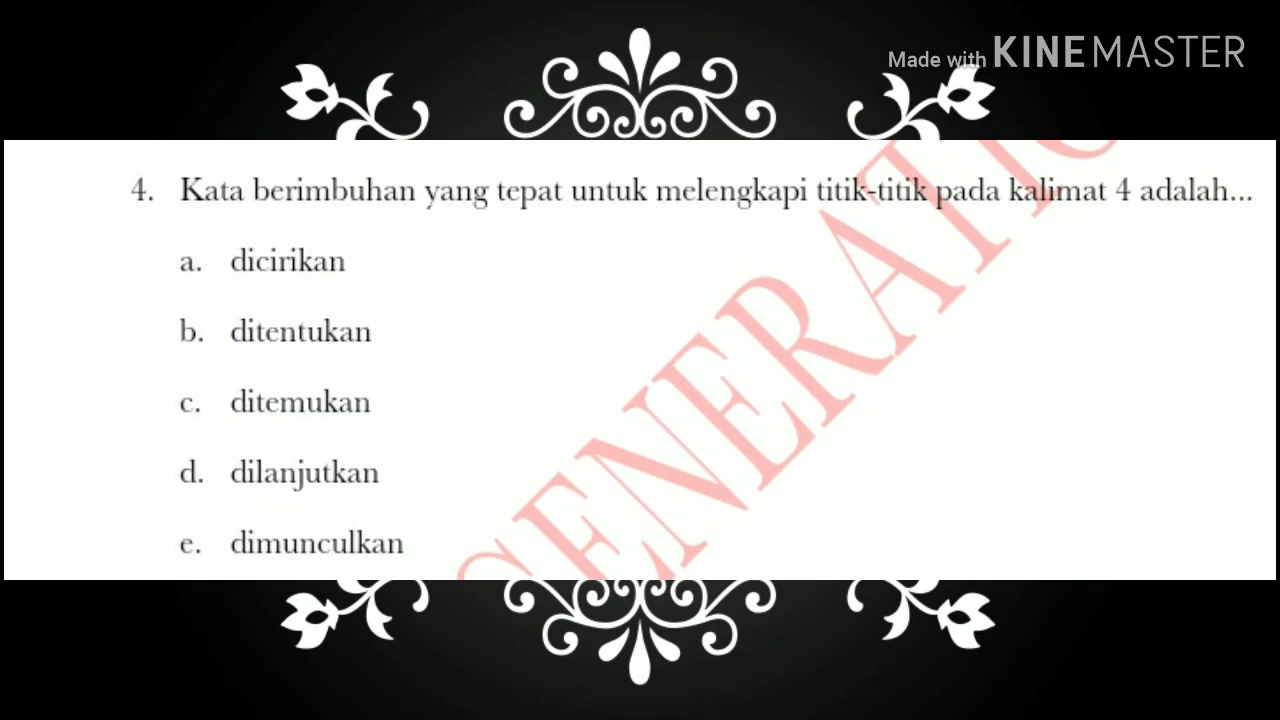 Made with KINEMASTER
4. Kata berimbuhan yang tepat untuk melengkapi titik-titik pada kalimat 4 adalah...
a. dicirikan
b. ditentukan
c. ditemukan
d. dilanjutkan
e. dimunculkan